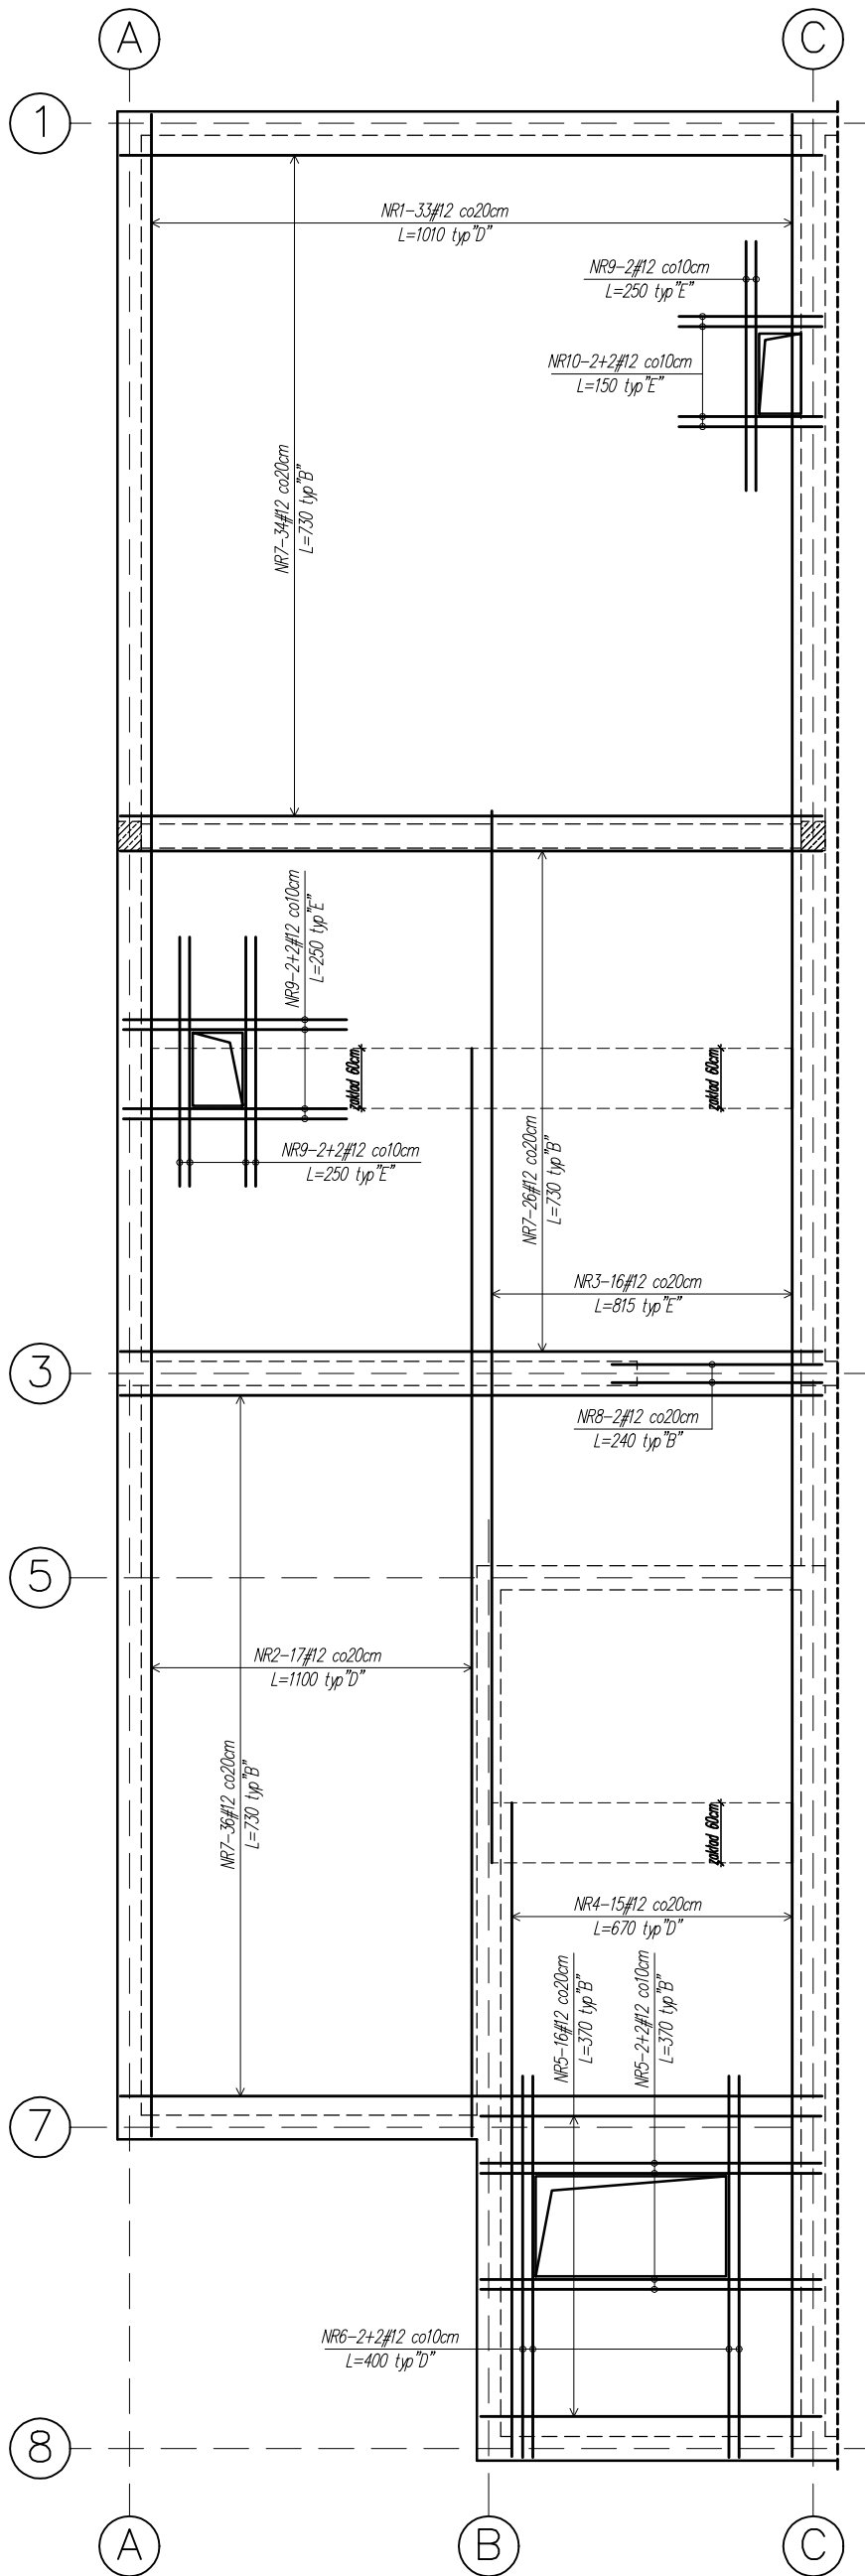 A
C
1
NR1-33#12 co20cm
L=1010 typ"D"
NR9-2#12 co10cm
L=250 typ"E"
NR10-2+2#12 co10cm
L=150 typ"E"
NR7-34#12 co20cm
L=730 typ"B"
NR9-2+2#12 co10cm
L=250 typ"E"
zakład 60cm
zakład 60cm
NR9-2+2#12 co10cm
L=250 typ"E"
NR7-26#12 co20cm
L=730 typ"B"
NR3-16#12 co20cm
L=815 typ"E"
3
NR8-2#12 co20cm
L=240 typ"B"
5
NR2-17#12 co20cm
L=1100 typ"D"
NR7-36#12 co20cm
L=730 typ"B"
zakład 60cm
NR4-15#12 co20cm
L=670 typ"D"
NR5-16#12 co20cm
L=370 typ"B"
NR5-2+2#12 co10cm
L=370 typ"B"
7
NR6-2+2#12 co10cm
L=400 typ"D"
8
A
B
C